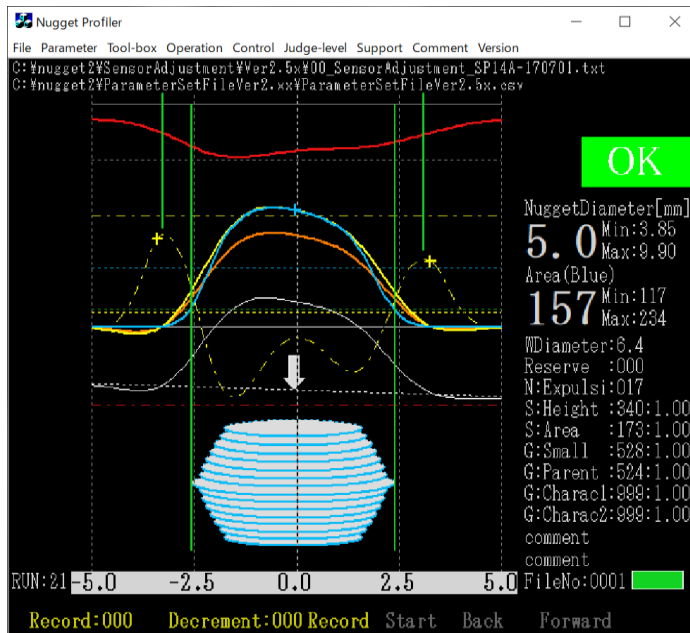 Nugget Profiler
File Parameter Tool-box Operation Control Judge-level Support Comment Version
C:¥nugget2¥SensorAdjustment¥Ver2.5x¥00_SensorAdjustment_SP14A-170701.txt
C:¥nugget2¥ParameterSetFileVer2.xx¥ParameterSetFileVer2.5x.csv
OK
NuggetDiameter[mm]
5.0 Min:3.85
Max:9.90
Area(Blue)
157 Min:117
Max:234
WDiameter:6.4
Reserve :000
N:Expulsi:017
S:Height :340:1.00
S:Area :173:1.00
G:Small :528:1.00
G:Parent :524:1.00
G:Charac1:999:1.00
G:Charac2:999:1.00
comment
comment
RUN:21 -5.0 -2.5 0.0 2.5 5.0 FileNo:0001
Record:000 Decrement:000 Record Start Back Forward